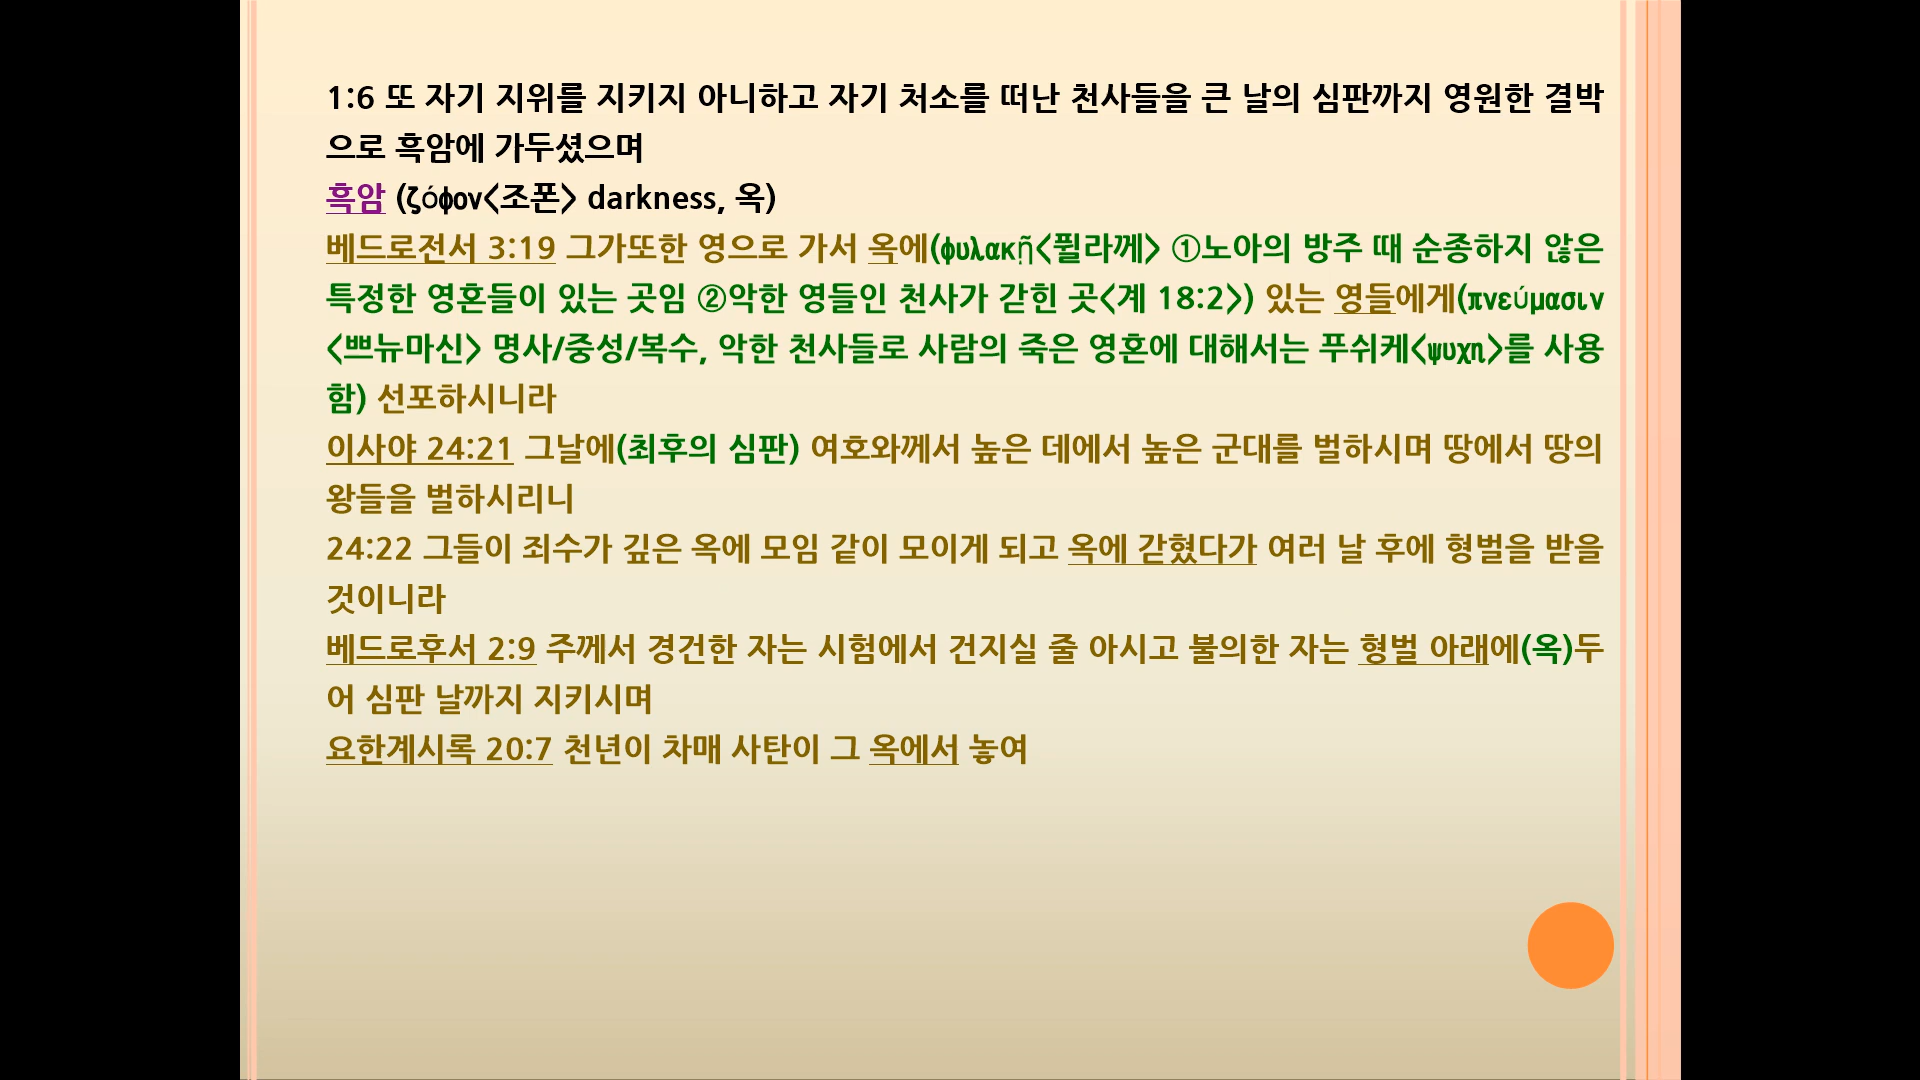 1:6 또 자기 지위를 지키지 아니하고 자기 처소를 떠난 천사들을 큰 날의 심판까지 영원한 결박
으로 흑암에 가두셨으며
흑암 (ζόφον<조폰> darkness, 옥)
베드로전서 3:19 그가또한 영으로 가서 옥에(φυλακῇ<퓔라께> ①노아의 방주 때 순종하지 않은
특정한 영혼들이 있는 곳임 ②악한 영들인 천사가 갇힌 곳<계 18:2>) 있는 영들에게(πνεύμασιν
<쁘뉴마신> 명사/중성/복수, 악한 천사들로 사람의 죽은 영혼에 대해서는 푸쉬케<ψυχη>를 사용
함) 선포하시니라
이사야 24:21 그날에(최후의 심판) 여호와께서 높은 데에서 높은 군대를 벌하시며 땅에서 땅의
왕들을 벌하시리니
24:22 그들이 죄수가 깊은 옥에 모임 같이 모이게 되고 옥에 갇혔다가 여러 날 후에 형벌을 받을
것이니라
베드로후서 2:9 주께서 경건한 자는 시험에서 건지실 줄 아시고 불의한 자는 형벌 아래에(옥)두
어 심판 날까지 지키시며
요한계시록 20:7 천년이 차매 사탄이 그 옥에서 놓여